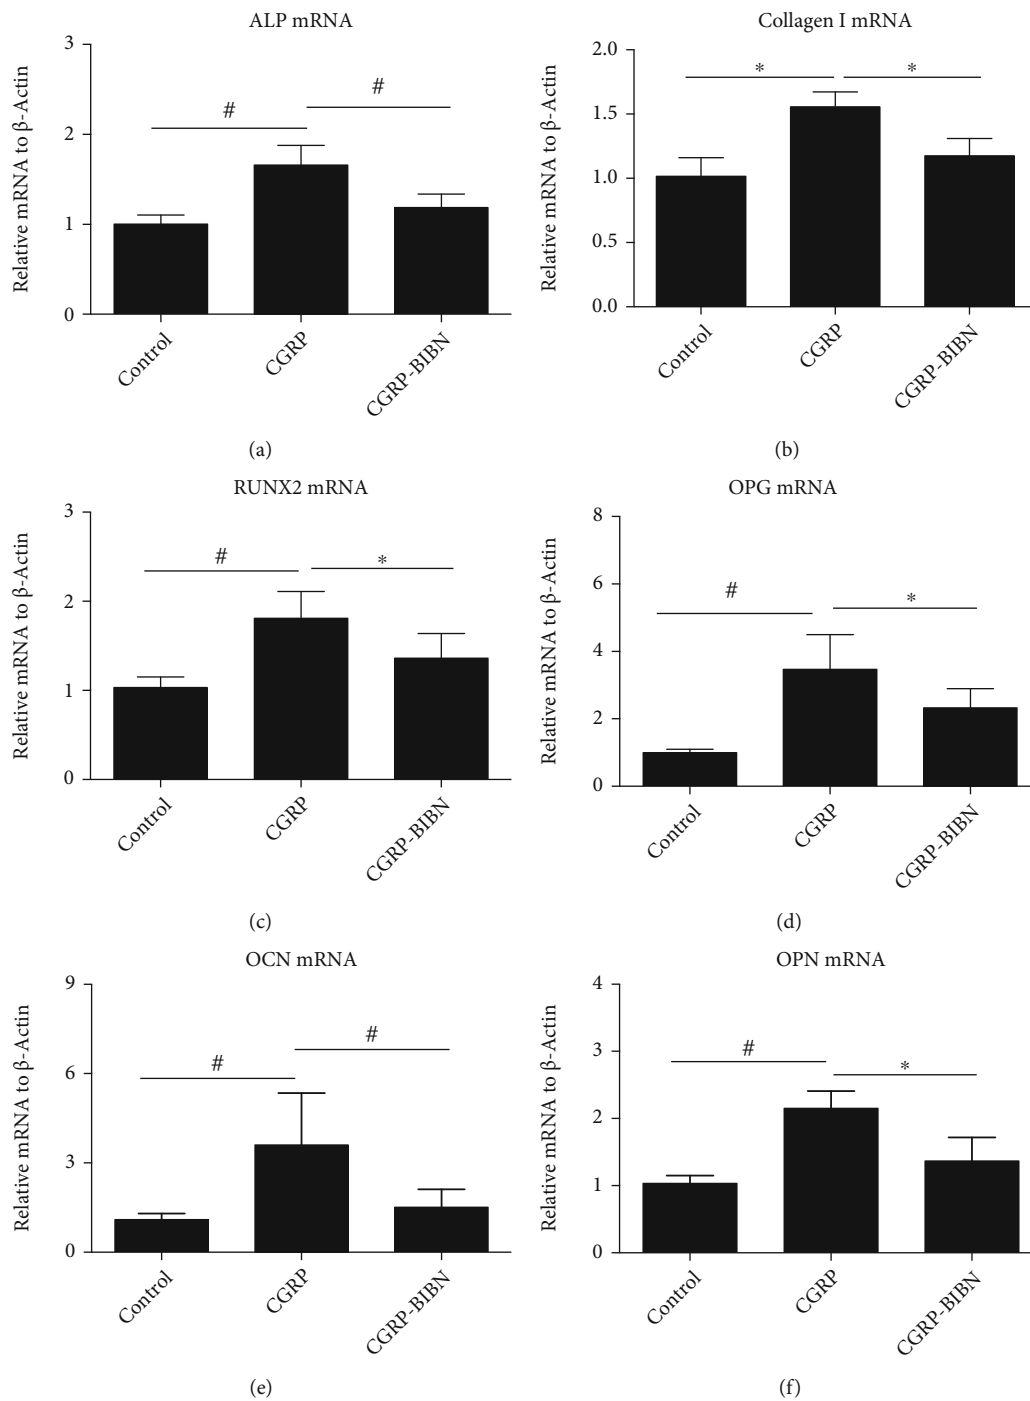 ALP mRNA
Relative mRNA to β-Actin
3
2
1
0
#
#
Control
CGRP
CGRP-BIBN
(a)
Collagen I mRNA
Relative mRNA to β-Actin
2.0
1.5
1.0
0.5
0.0
*
*
Control
CGRP
CGRP-BIBN
(b)
RUNX2 mRNA
Relative mRNA to β-Actin
3
2
1
0
#
*
Control
CGRP
CGRP-BIBN
(c)
OPG mRNA
Relative mRNA to β-Actin
8
6
4
2
0
#
*
Control
CGRP
CGRP-BIBN
(d)
OCN mRNA
Relative mRNA to β-Actin
9
6
3
0
#
#
Control
CGRP
CGRP-BIBN
(e)
OPN mRNA
Relative mRNA to β-Actin
4
3
2
1
0
#
*
Control
CGRP
CGRP-BIBN
(f)